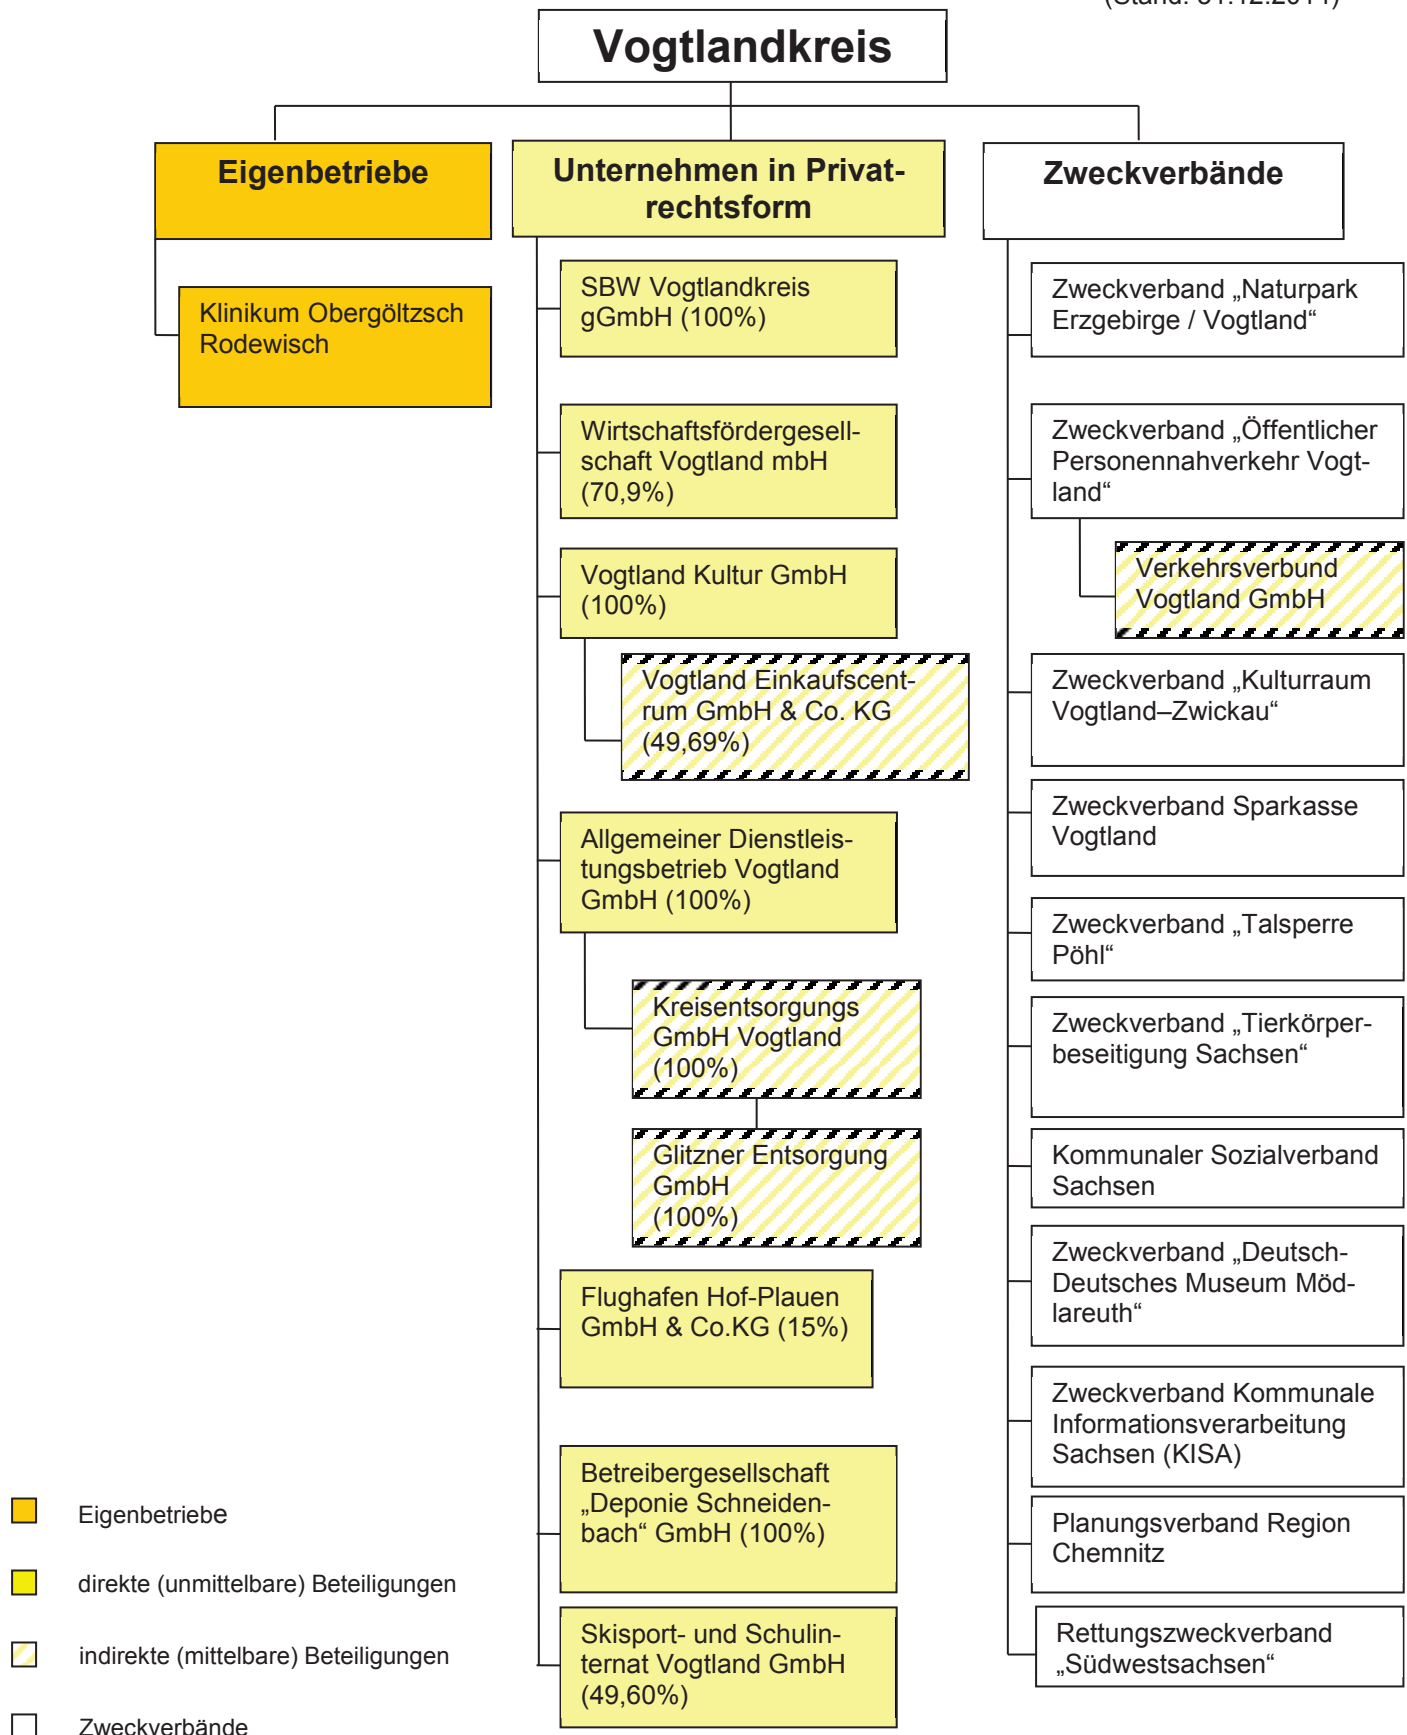 Vogtlandkreis
Eigenbetriebe
Klinikum Obergöltzsch
Rodewisch
Unternehmen in Privat-
rechtsform
SBW Vogtlandkreis
gGmbH (100%)
Wirtschaftsfördergesell-
schaft Vogtland mbH
(70,9%)
Vogtland Kultur GmbH
(100%)
Vogtland Einkaufscent-
rum GmbH & Co. KG
(49,69%)
Allgemeiner Dienstleis-
tungsbetrieb Vogtland
GmbH (100%)
Kreisentsorgungs
GmbH Vogtland
(100%)
Glitzner Entsorgung
GmbH
(100%)
Flughafen Hof-Plauen
GmbH & Co.KG (15%)
Betreibergesellschaft
„Deponie Schneiden-
bach“ GmbH (100%)
Skisport- und Schulin-
ternat Vogtland GmbH
(49,60%)
Zweckverbände
Zweckverband „Naturpark
Erzgebirge / Vogtland“
Zweckverband „Öffentlicher
Personennahverkehr Vogt-
land“
Verkehrsverbund
Vogtland GmbH
Zweckverband „Kulturraum
Vogtland–Zwickau“
Zweckverband Sparkasse
Vogtland
Zweckverband „Talsperre
Pöhl“
Zweckverband „Tierkörper-
beseitigung Sachsen“
Kommunaler Sozialverband
Sachsen
Zweckverband „Deutsch-
Deutsches Museum Möd-
lareuth“
Zweckverband Kommunale
Informationsverarbeitung
Sachsen (KISA)
Planungsverband Region
Chemnitz
Rettungszweckverband
„Südwestsachsen“
Eigenbetriebe
direkte (unmittelbare) Beteiligungen
indirekte (mittelbare) Beteiligungen
Zweckverbände